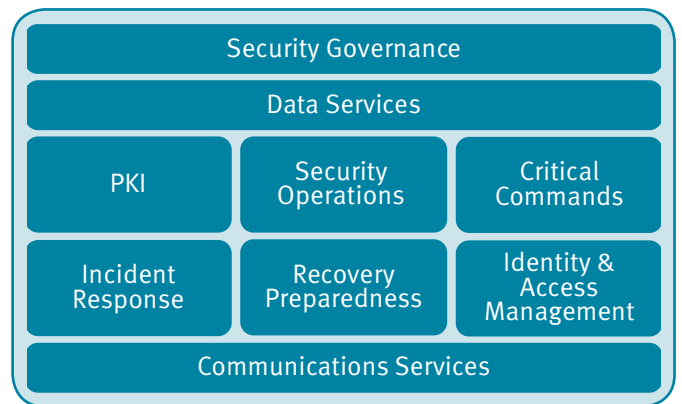 Security Governance
Data Services
PKI
Security
Operations
Critical
Commands
Incident
Response
Recovery
Preparedness
Identity &
Access
Management
Communications Services